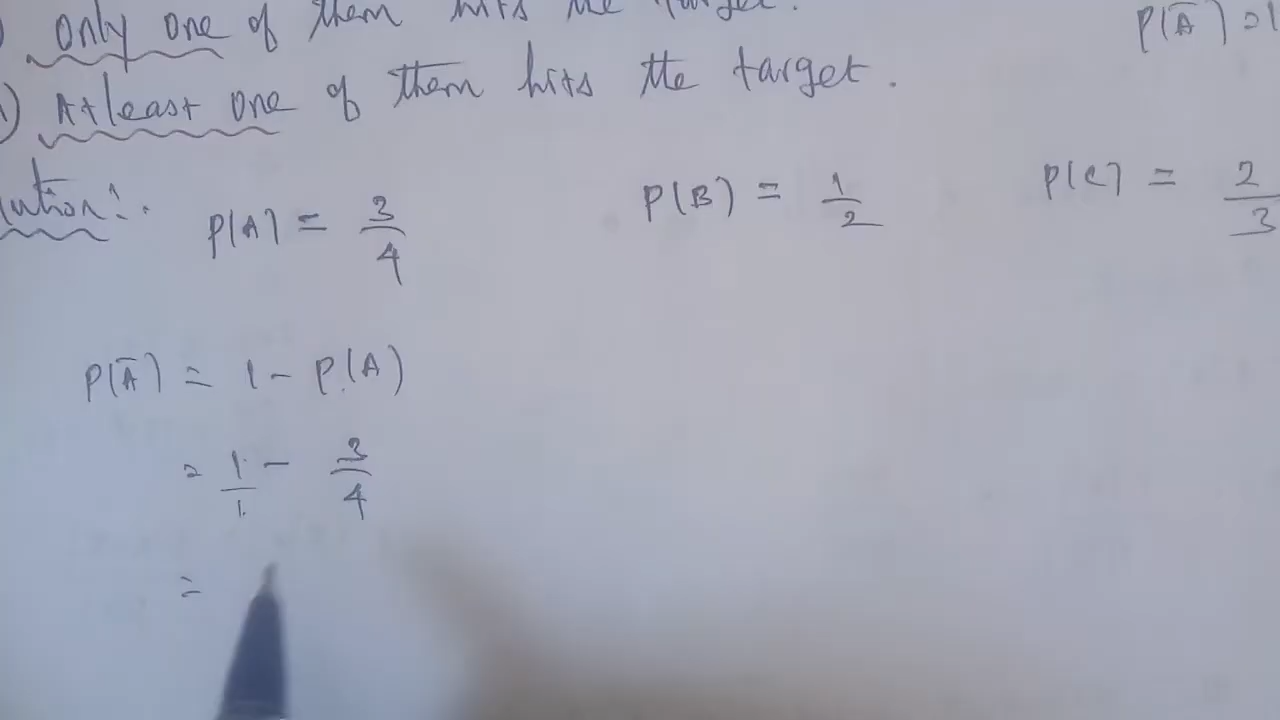 ) only one of them hits the target.
P(A̅) = 1
) Atleast one of them hits the target.
lution:-
P(A) = 3/4
P(B) = 1/2
P(C) = 2/3
P(A̅) = 1 - P(A)
= 1/1 - 3/4
=